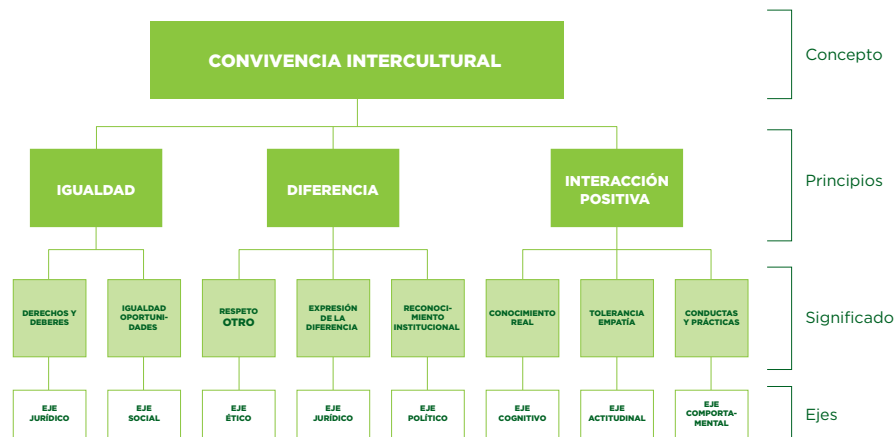 CONVIVENCIA INTERCULTURAL
Concepto
IGUALDAD
DIFERENCIA
INTERACCIÓN
POSITIVA
Principios
DERECHOS Y
DEBERES
IGUALDAD
OPORTUNI-
DADES
RESPETO
OTRO
EXPRESIÓN
DE LA
DIFERENCIA
RECONOCI-
MIENTO
INSTITUCIONAL
CONOCIMIENTO
REAL
TOLERANCIA
EMPATÍA
CONDUCTAS
Y PRÁCTICAS
Significado
EJE
JURÍDICO
EJE
SOCIAL
EJE
ÉTICO
EJE
JURÍDICO
EJE
POLÍTICO
EJE
COGNITIVO
EJE
ACTITUDINAL
EJE
COMPORTA-
MENTAL
Ejes